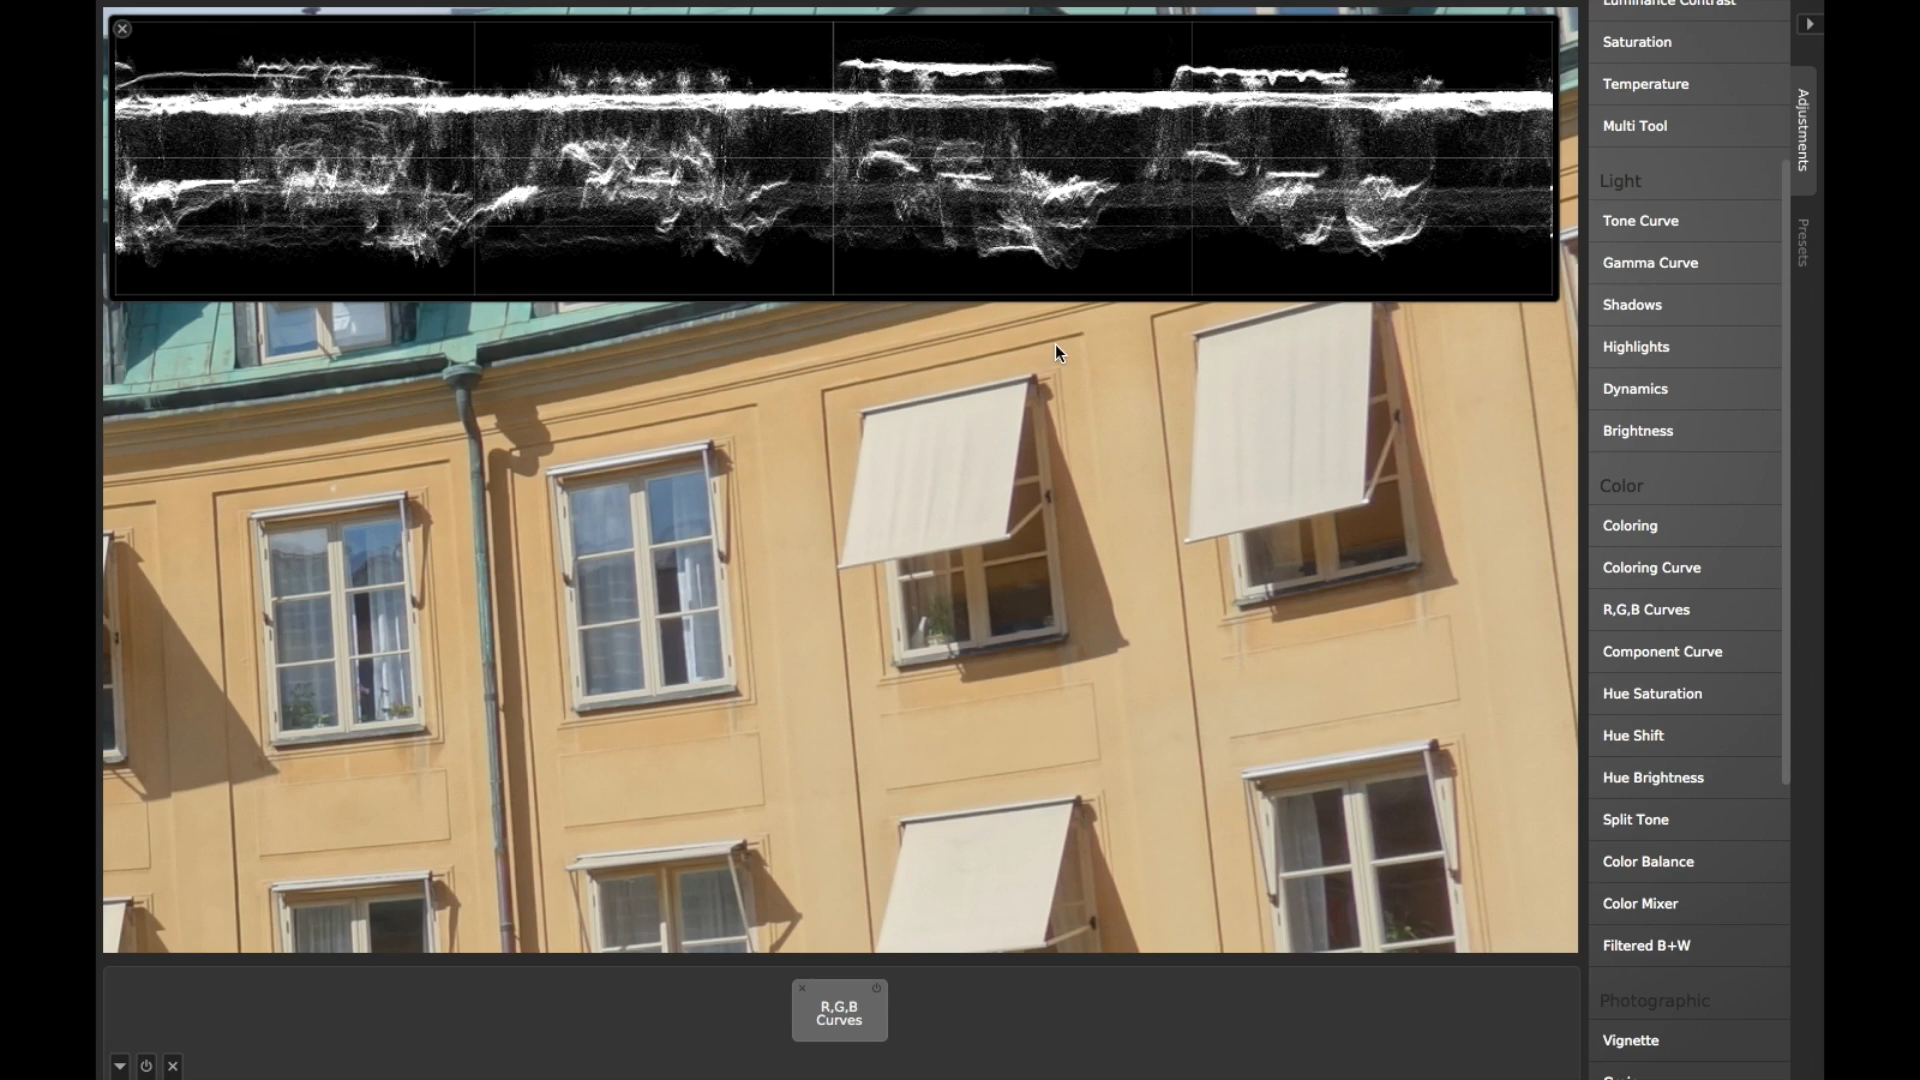 Luminance Contrast
Saturation
Temperature
Multi Tool
Light
Tone Curve
Gamma Curve
Shadows
Highlights
Dynamics
Brightness
Color
Coloring
Coloring Curve
R,G,B Curves
Component Curve
Hue Saturation
Hue Shift
Hue Brightness
Split Tone
Color Balance
Color Mixer
Filtered B+W
Photographic
Vignette
Adjustments
Presets
R,G,B
Curves